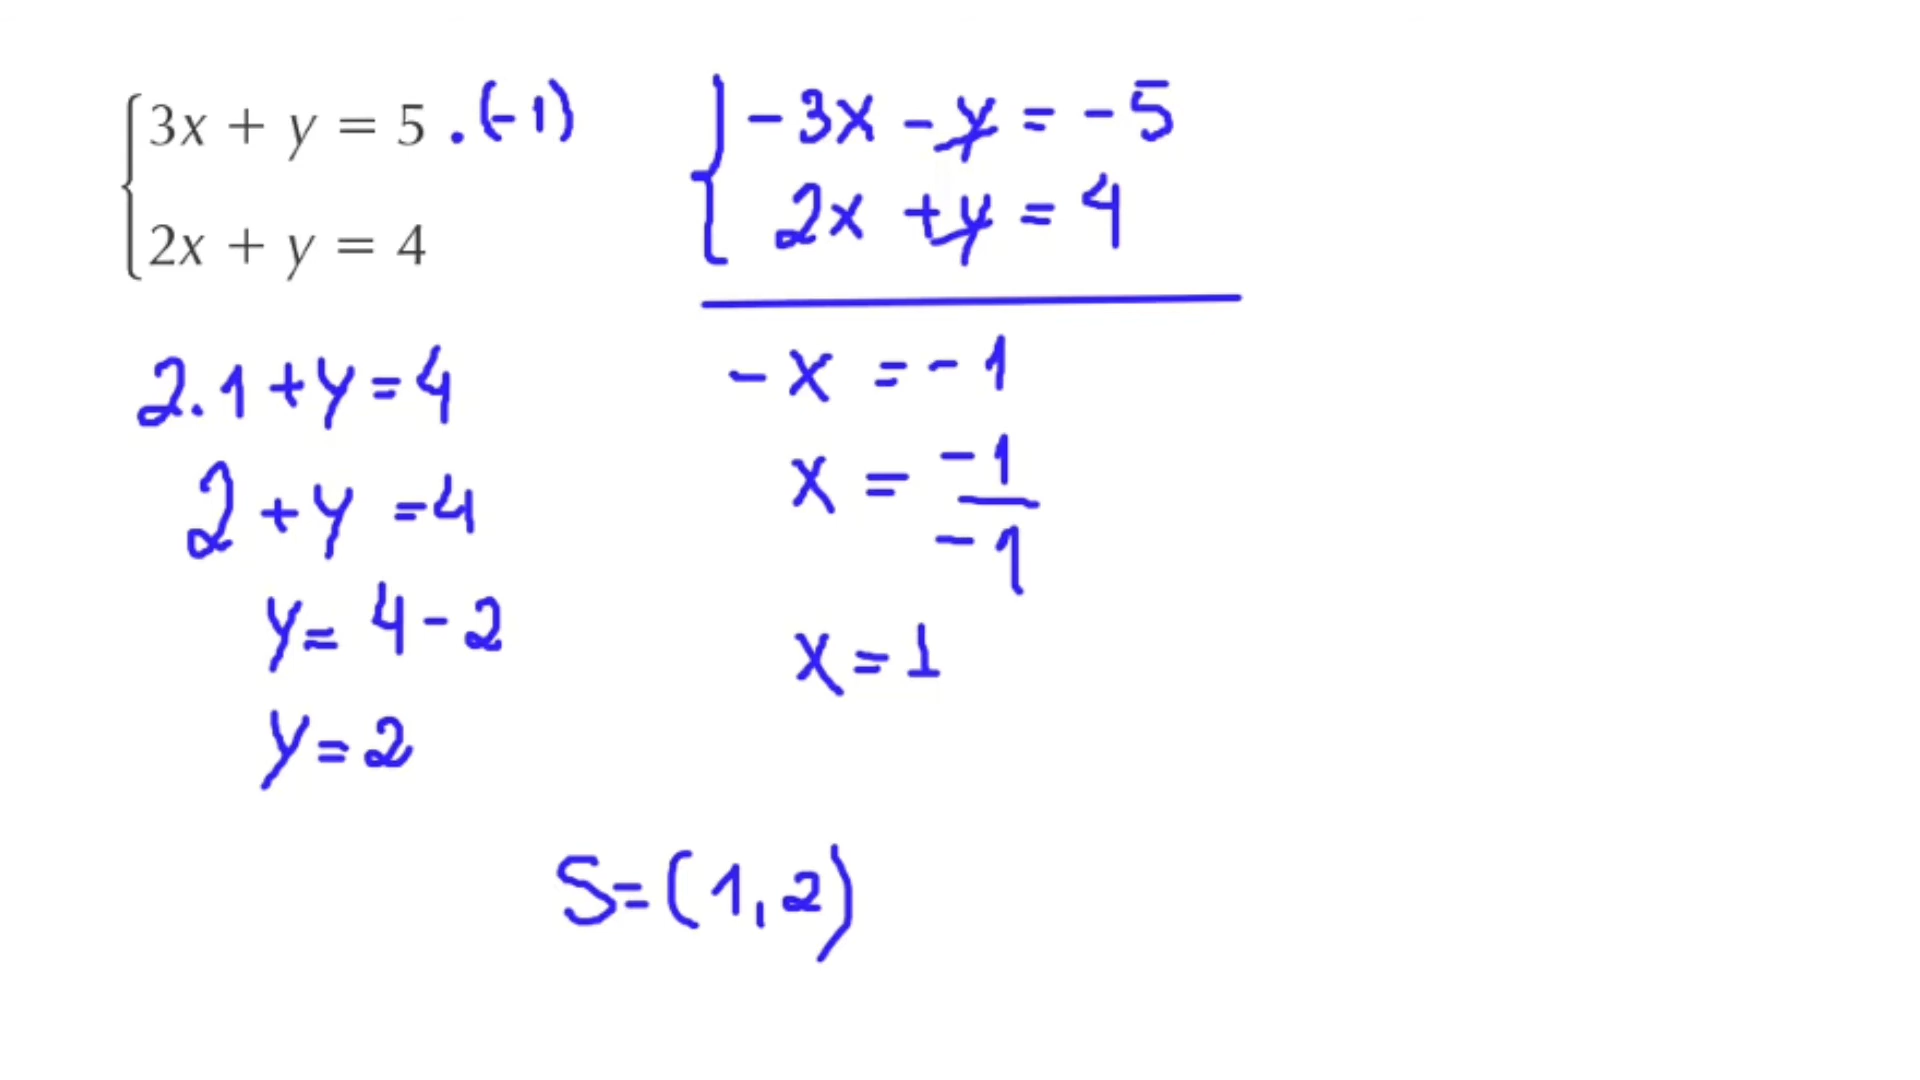 3x + y = 5 . (-1)
2x + y = 4
- 3x - y = - 5
2x + y = 4
- x = - 1
x = -1 / -1
x = 1
2 . 1 + y = 4
2 + y = 4
y = 4 - 2
y = 2
S = (1, 2)